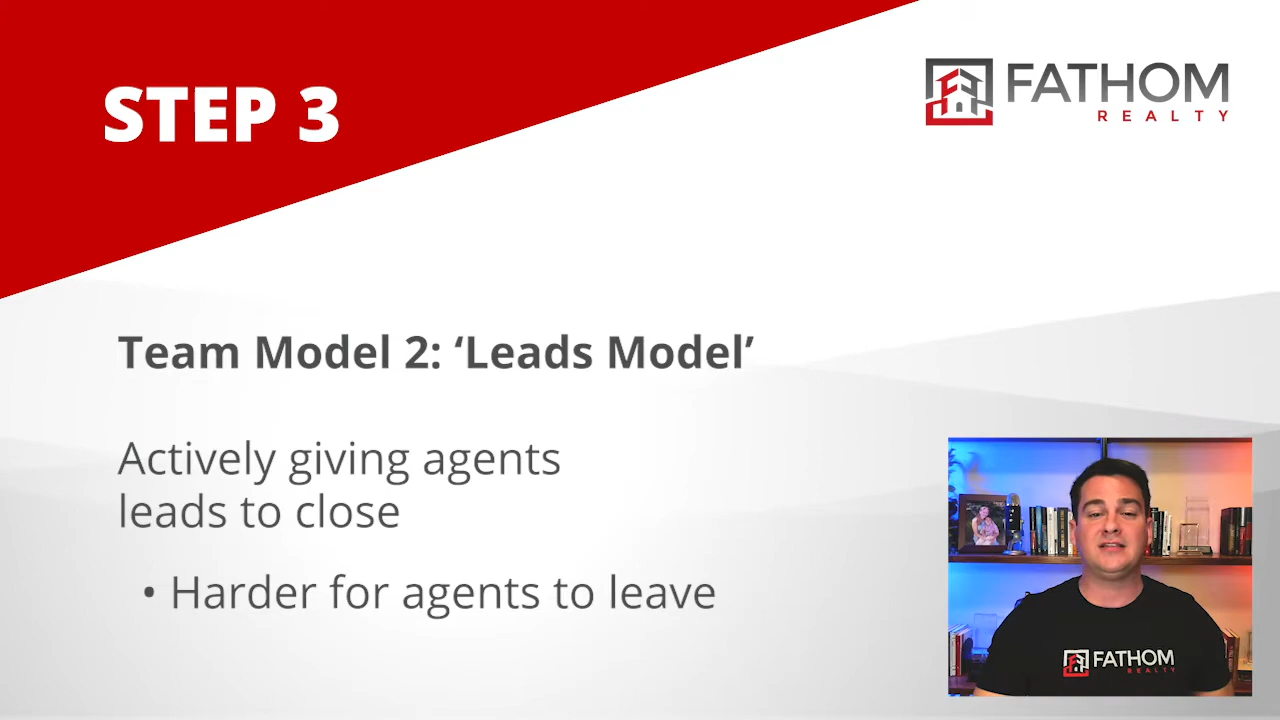 STEP 3
FATHOM
REALTY
Team Model 2: ‘Leads Model’
Actively giving agents
leads to close
• Harder for agents to leave
FATHOM
REALTY